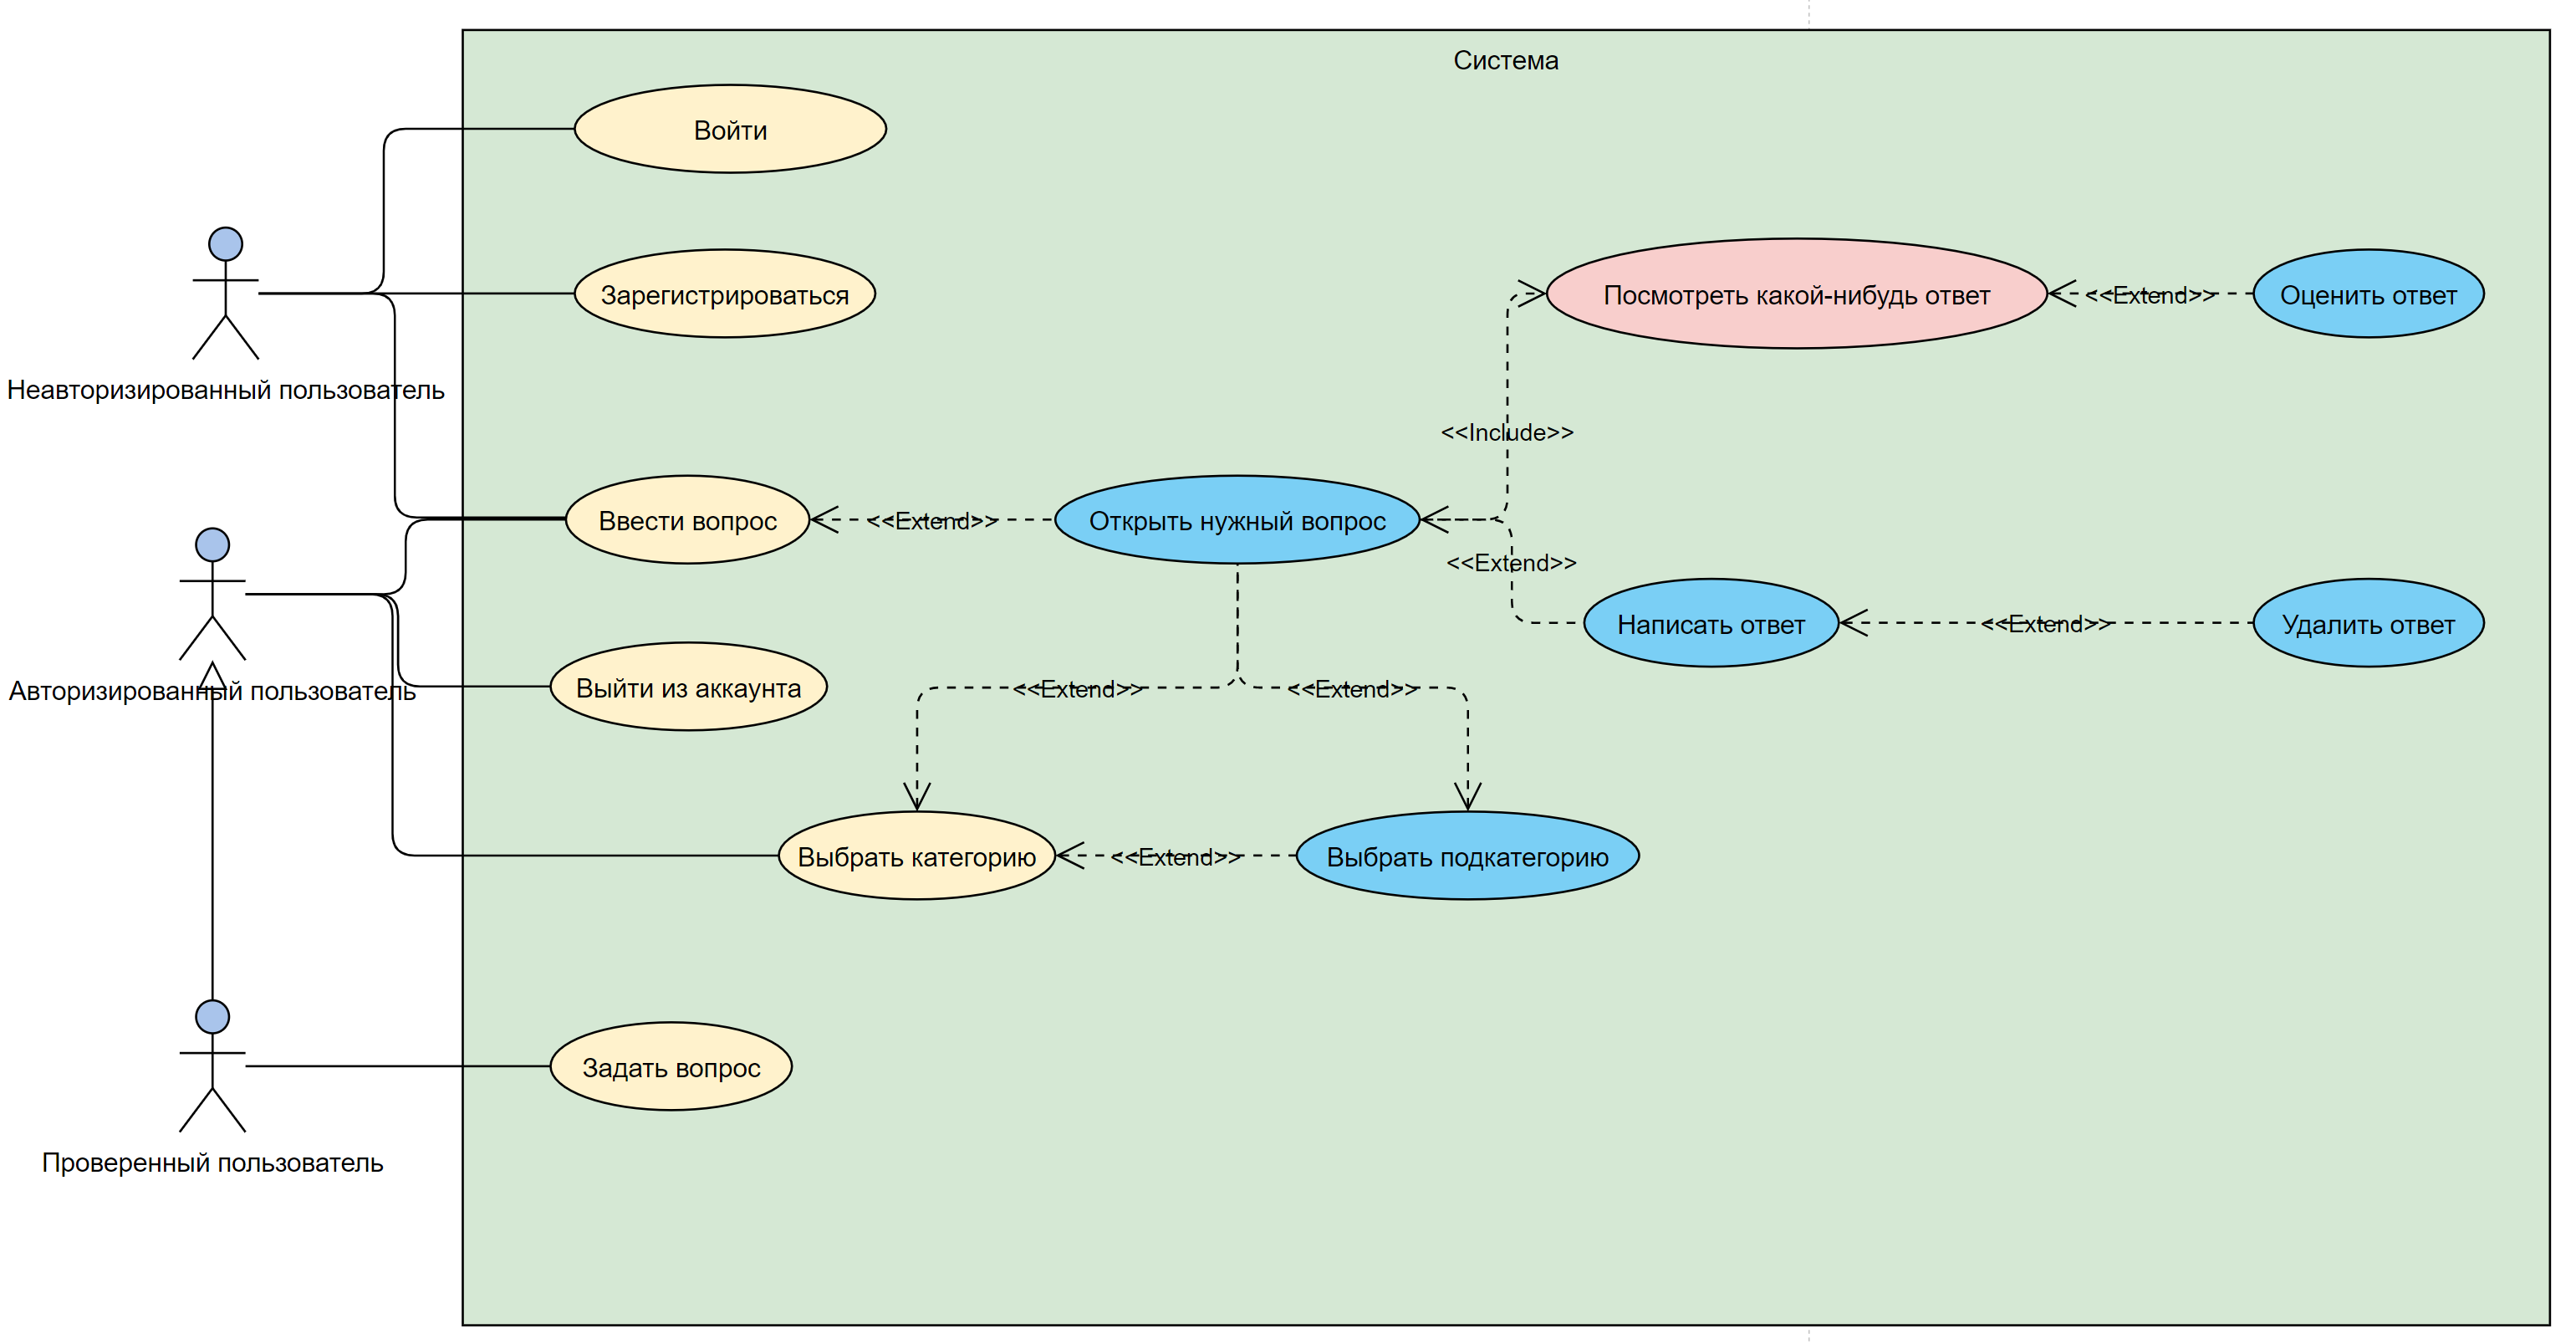 Система
Войти
Зарегистрироваться
Посмотреть какой-нибудь ответ
<<Extend>>
Оценить ответ
Неавторизированный пользователь
<<Include>>
Ввести вопрос
<<Extend>>
Открыть нужный вопрос
<<Extend>>
Написать ответ
<<Extend>>
Удалить ответ
Авторизированный пользователь
Выйти из аккаунта
<<Extend>>
<<Extend>>
Выбрать категорию
<<Extend>>
Выбрать подкатегорию
Задать вопрос
Проверенный пользователь